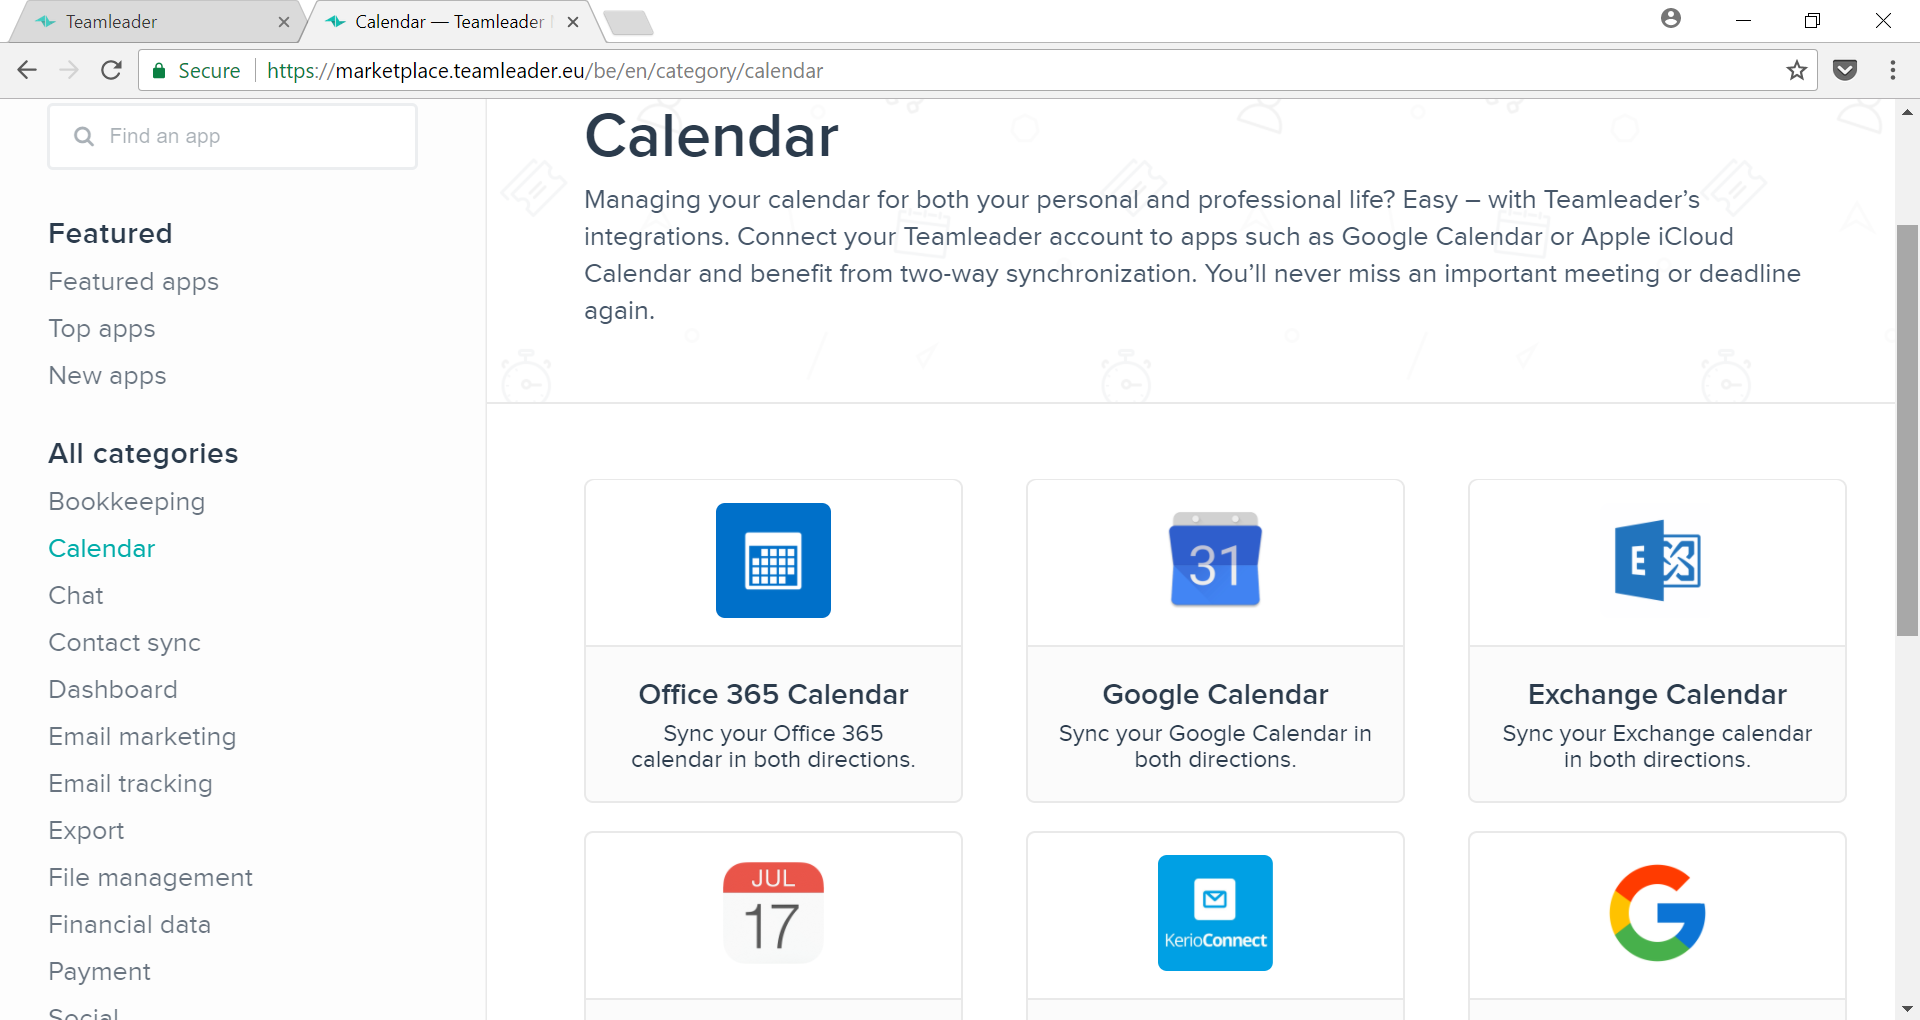 Teamleader
Calendar — Teamleader
Secure
https://marketplace.teamleader.eu/be/en/category/calendar
Find an app
Featured
Featured apps
Top apps
New apps
All categories
Bookkeeping
Calendar
Chat
Contact sync
Dashboard
Email marketing
Email tracking
Export
File management
Financial data
Payment
Social
Calendar
Managing your calendar for both your personal and professional life? Easy – with Teamleader’s
integrations. Connect your Teamleader account to apps such as Google Calendar or Apple iCloud
Calendar and benefit from two-way synchronization. You’ll never miss an important meeting or deadline
again.
Office 365 Calendar
Sync your Office 365
calendar in both directions.
31
Google Calendar
Sync your Google Calendar in
both directions.
E
Exchange Calendar
Sync your Exchange calendar
in both directions.
JUL
17
KerioConnect
G